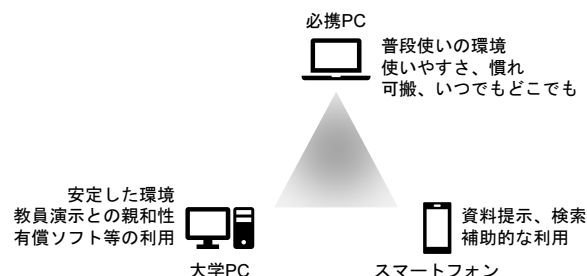 必携PC
普段使いの環境
使いやすさ、慣れ
可搬、いつでもどこでも
安定した環境
教員演示との親和性
有償ソフト等の利用
大学PC
資料提示、検索
補助的な利用
スマートフォン